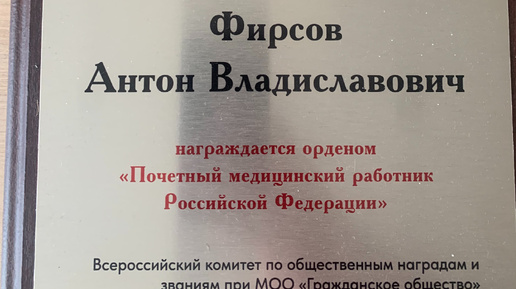 Фирсов
Антон Владиславович
награждается орденом
«Почетный медицинский работник
Российской Федерации»
Всероссийский комитет по общественным наградам и
званиям при МОО «Гражданское общество»